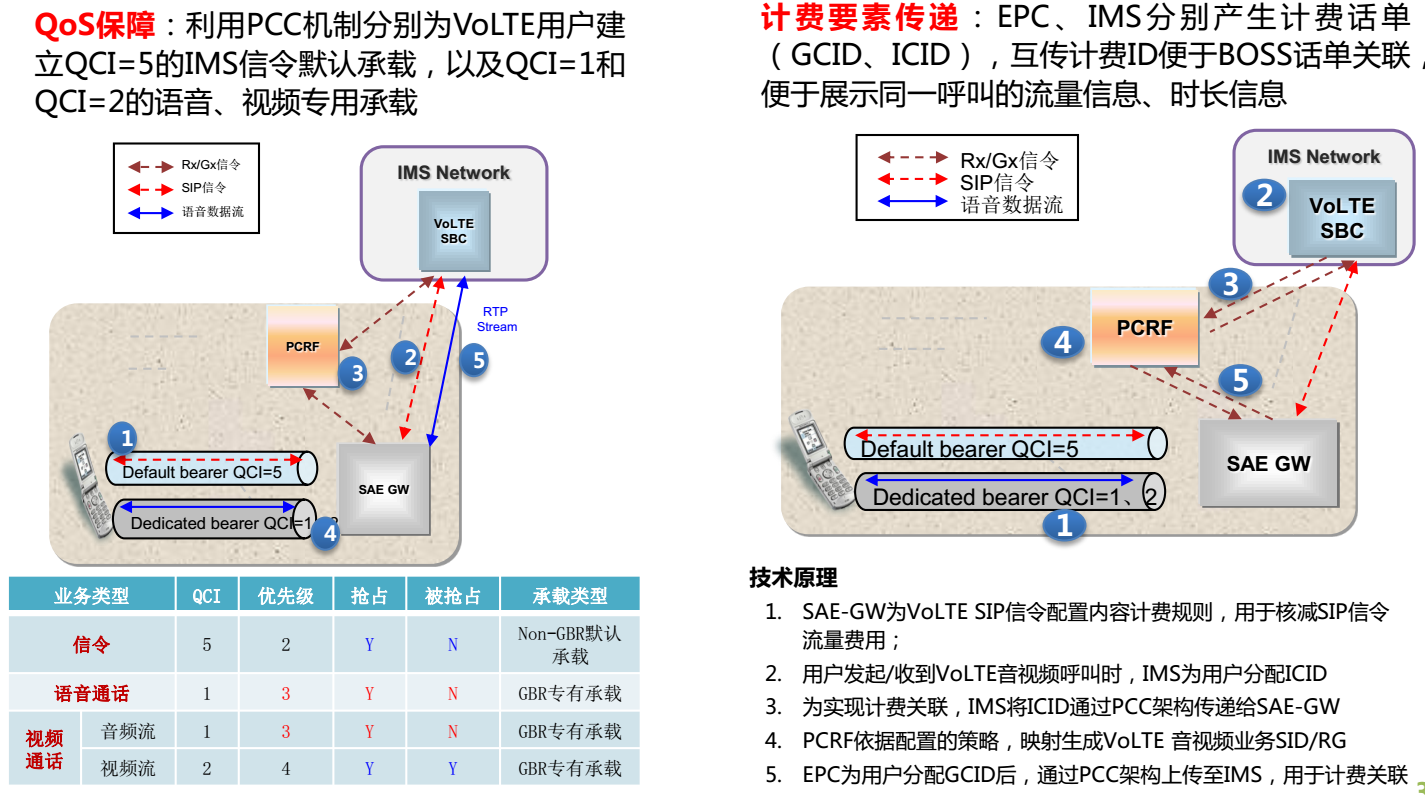 QoS保障：利用PCC机制分别为VoLTE用户建
立QCI=5的IMS信令默认承载，以及QCI=1和
QCI=2的语音、视频专用承载
Rx/Gx信令
SIP信令
语音数据流
IMS Network
VoLTE
SBC
RTP
Stream
PCRF
3
2
5
1
Default bearer QCI=5
SAE GW
Dedicated bearer QCI=1、2
4
业务类型 QCI 优先级 抢占 被抢占 承载类型
信令 5 2 Y N Non-GBR默认
承载
语音通话 1 3 Y N GBR专有承载
视频
通话
音频流 1 3 Y N GBR专有承载
视频流 2 4 Y Y GBR专有承载
计费要素传递：EPC、IMS分别产生计费话单
（GCID、ICID），互传计费ID便于BOSS话单关联，
便于展示同一呼叫的流量信息、时长信息
Rx/Gx信令
SIP信令
语音数据流
IMS Network
2
VoLTE
SBC
3
PCRF
4
5
Default bearer QCI=5
SAE GW
Dedicated bearer QCI=1、2
1
技术原理
1. SAE-GW为VoLTE SIP信令配置内容计费规则，用于核减SIP信令
流量费用；
2. 用户发起/收到VoLTE音视频呼叫时，IMS为用户分配ICID
3. 为实现计费关联，IMS将ICID通过PCC架构传递给SAE-GW
4. PCRF依据配置的策略，映射生成VoLTE 音视频业务SID/RG
5. EPC为用户分配GCID后，通过PCC架构上传至IMS，用于计费关联